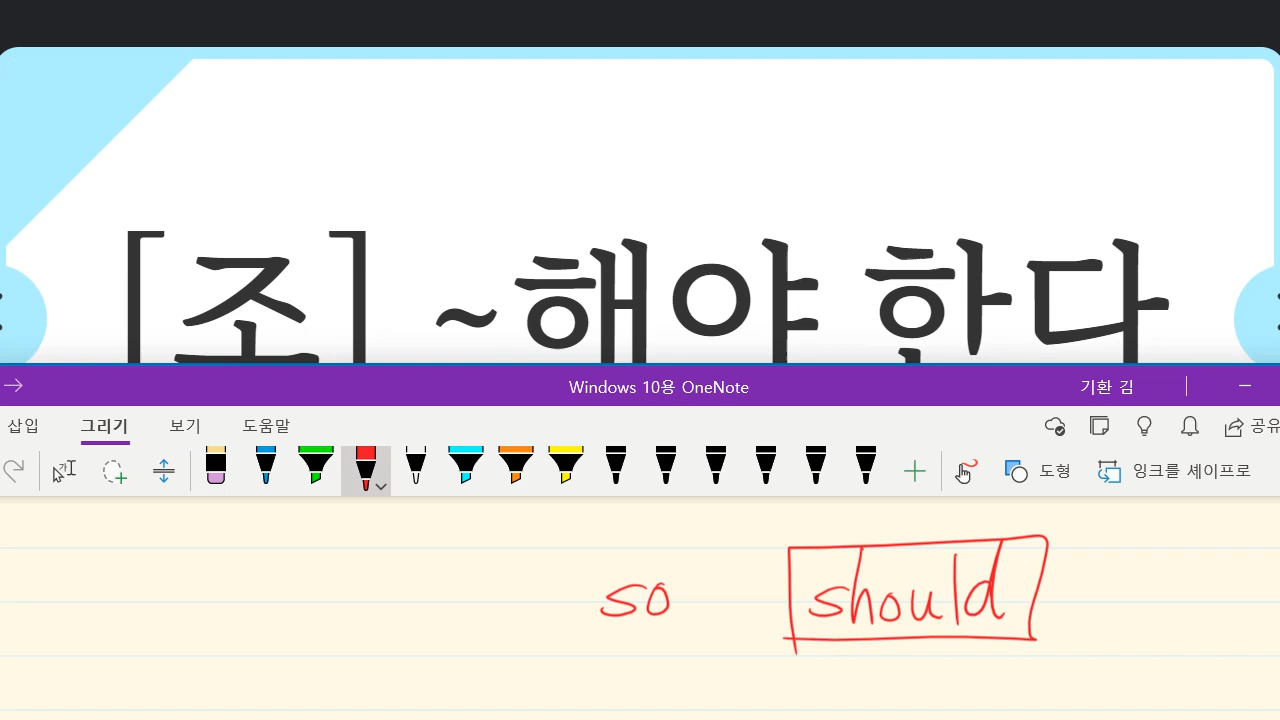 [조] ~해야 한다
Windows 10용 OneNote 기환 김
삽입 그리기 보기 도움말 공유
가 도형 잉크를 셰이프로
so should